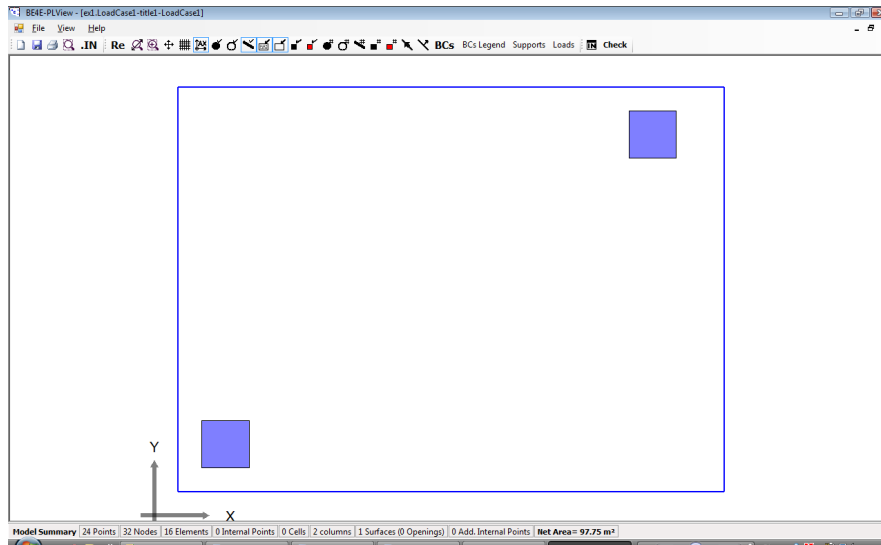 BE4E-PLView - [ex1.LoadCase1-title1-LoadCase1]
File View Help
.IN Re BCs BCs Legend Supports Loads IN Check
Y
X
Model Summary 24 Points 32 Nodes 16 Elements 0 Internal Points 0 Cells 2 columns 1 Surfaces (0 Openings) 0 Add. Internal Points Net Area= 97.75 m²